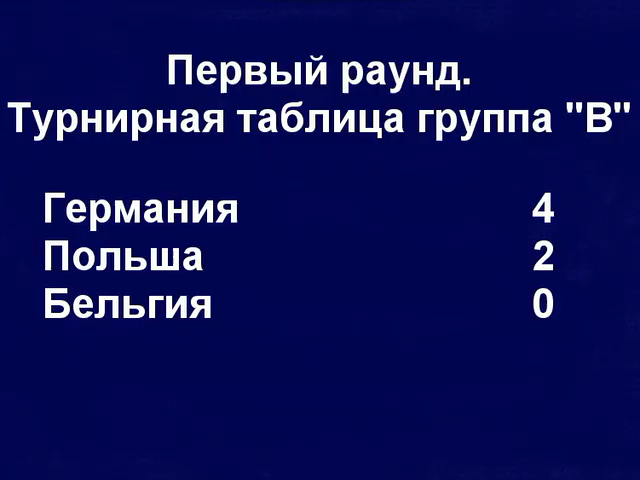 Первый раунд.
Турнирная таблица группа "В"
Германия 4
Польша 2
Бельгия 0